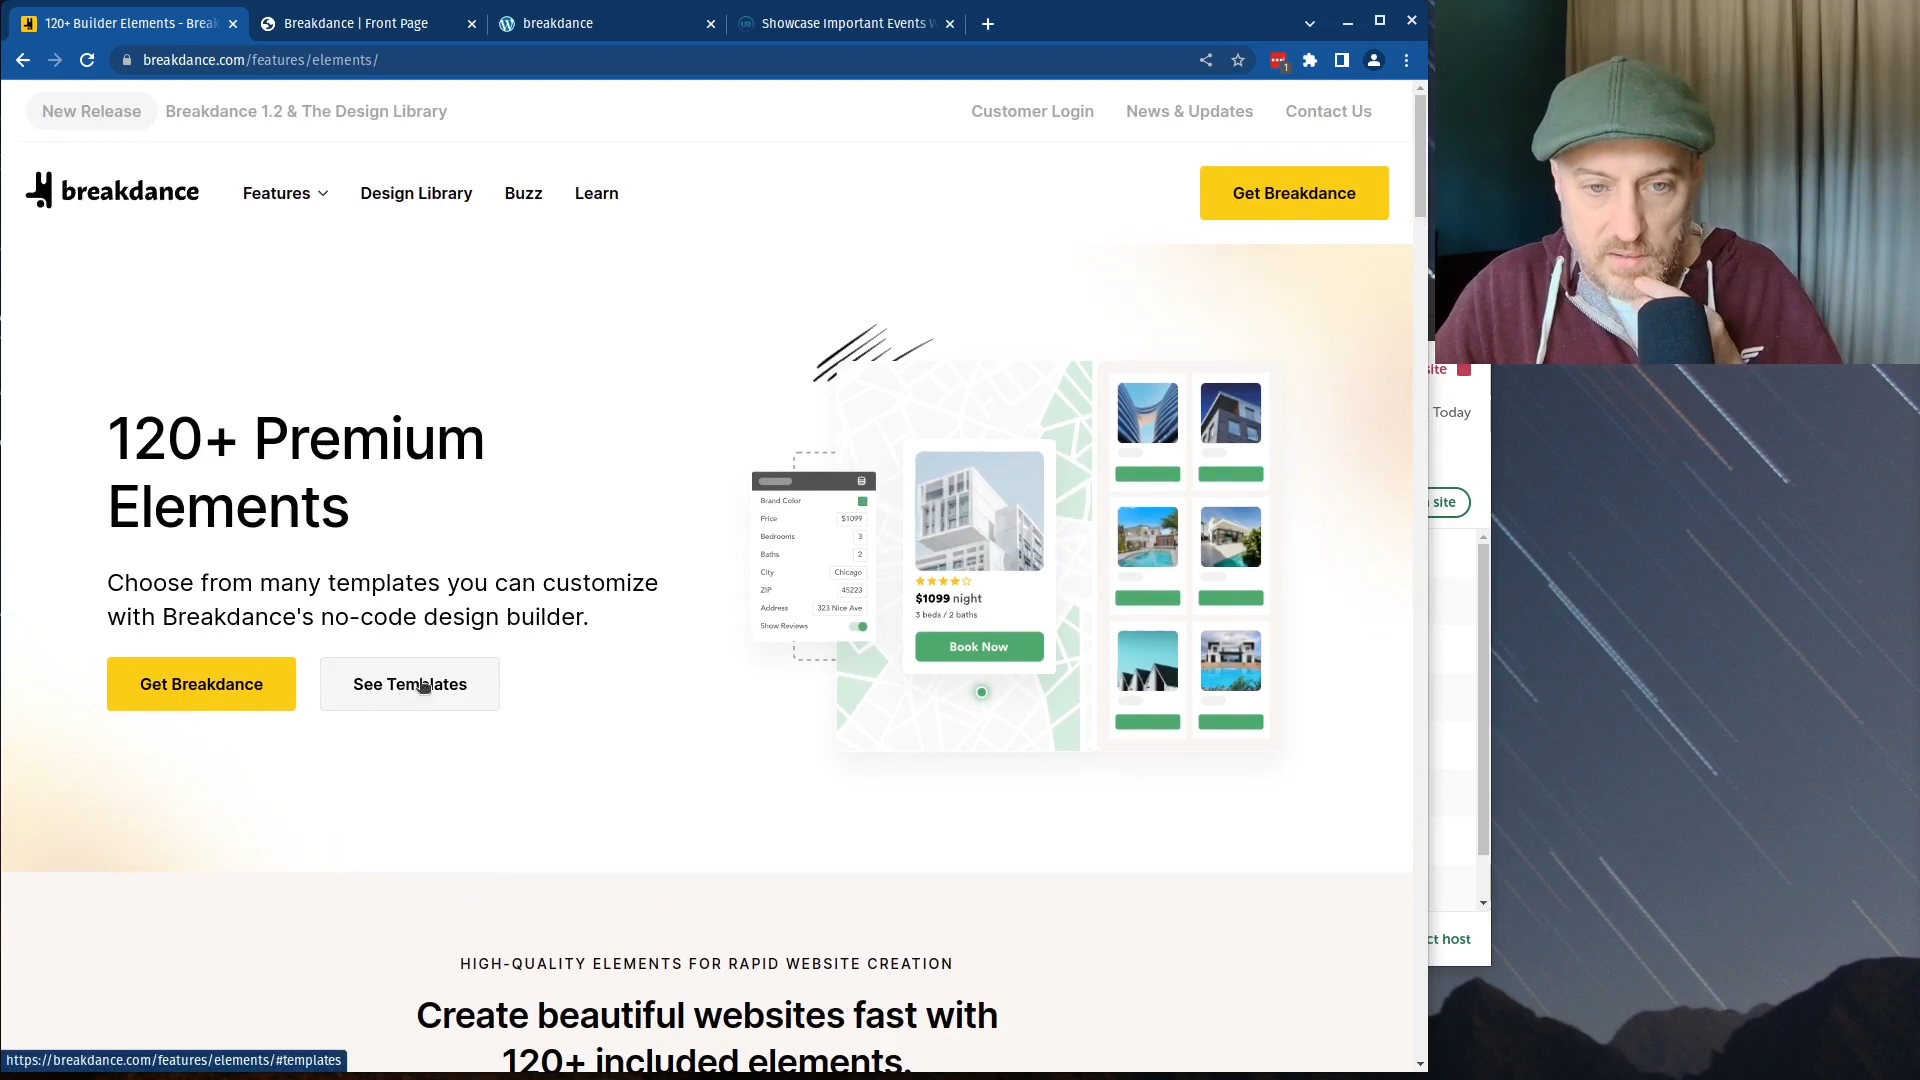 120+ Builder Elements - Break
Breakdance | Front Page
breakdance
Showcase Important Events
breakdance.com/features/elements/
1
New Release
Breakdance 1.2 & The Design Library
Customer Login
News & Updates
Contact Us
breakdance
Features
Design Library
Buzz
Learn
Get Breakdance
120+ Premium
Elements
Choose from many templates you can customize
with Breakdance's no-code design builder.
Get Breakdance
See Templates
Brand Color
Price
$1099
Bedrooms
3
Baths
2
City
Chicago
ZIP
45223
Address
323 Nice Ave
Show Reviews
$1099 night
3 beds / 2 baths
Book Now
site
Today
site
ct host
HIGH-QUALITY ELEMENTS FOR RAPID WEBSITE CREATION
Create beautiful websites fast with
120+ included elements.
https://breakdance.com/features/elements/#templates